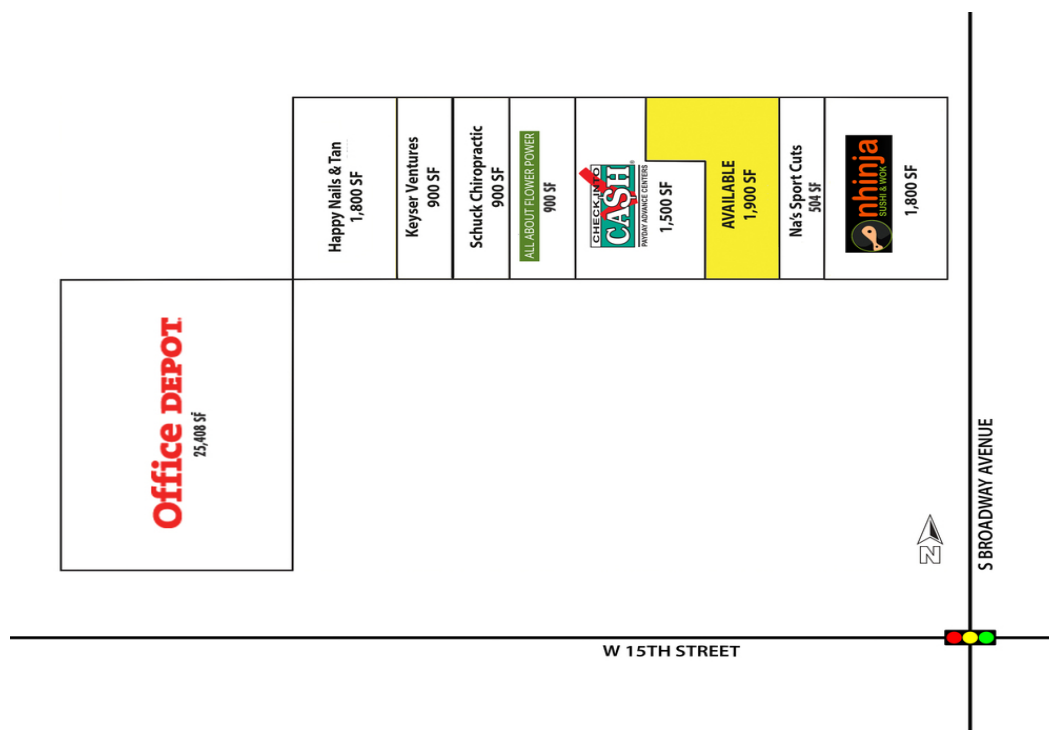 Happy Nails & Tan
1,800 SF
Keyser Ventures
900 SF
Schuck Chiropractic
900 SF
ALL ABOUT FLOWER POWER
900 SF
CHECK INTO
CASH
PAYDAY ADVANCE CENTERS
1,500 SF
AVAILABLE
1,900 SF
Na's Sport Cuts
504 SF
nhinja
SUSHI & WOK
1,800 SF
Office DEPOT
25,408 SF
N
S BROADWAY AVENUE
W 15TH STREET